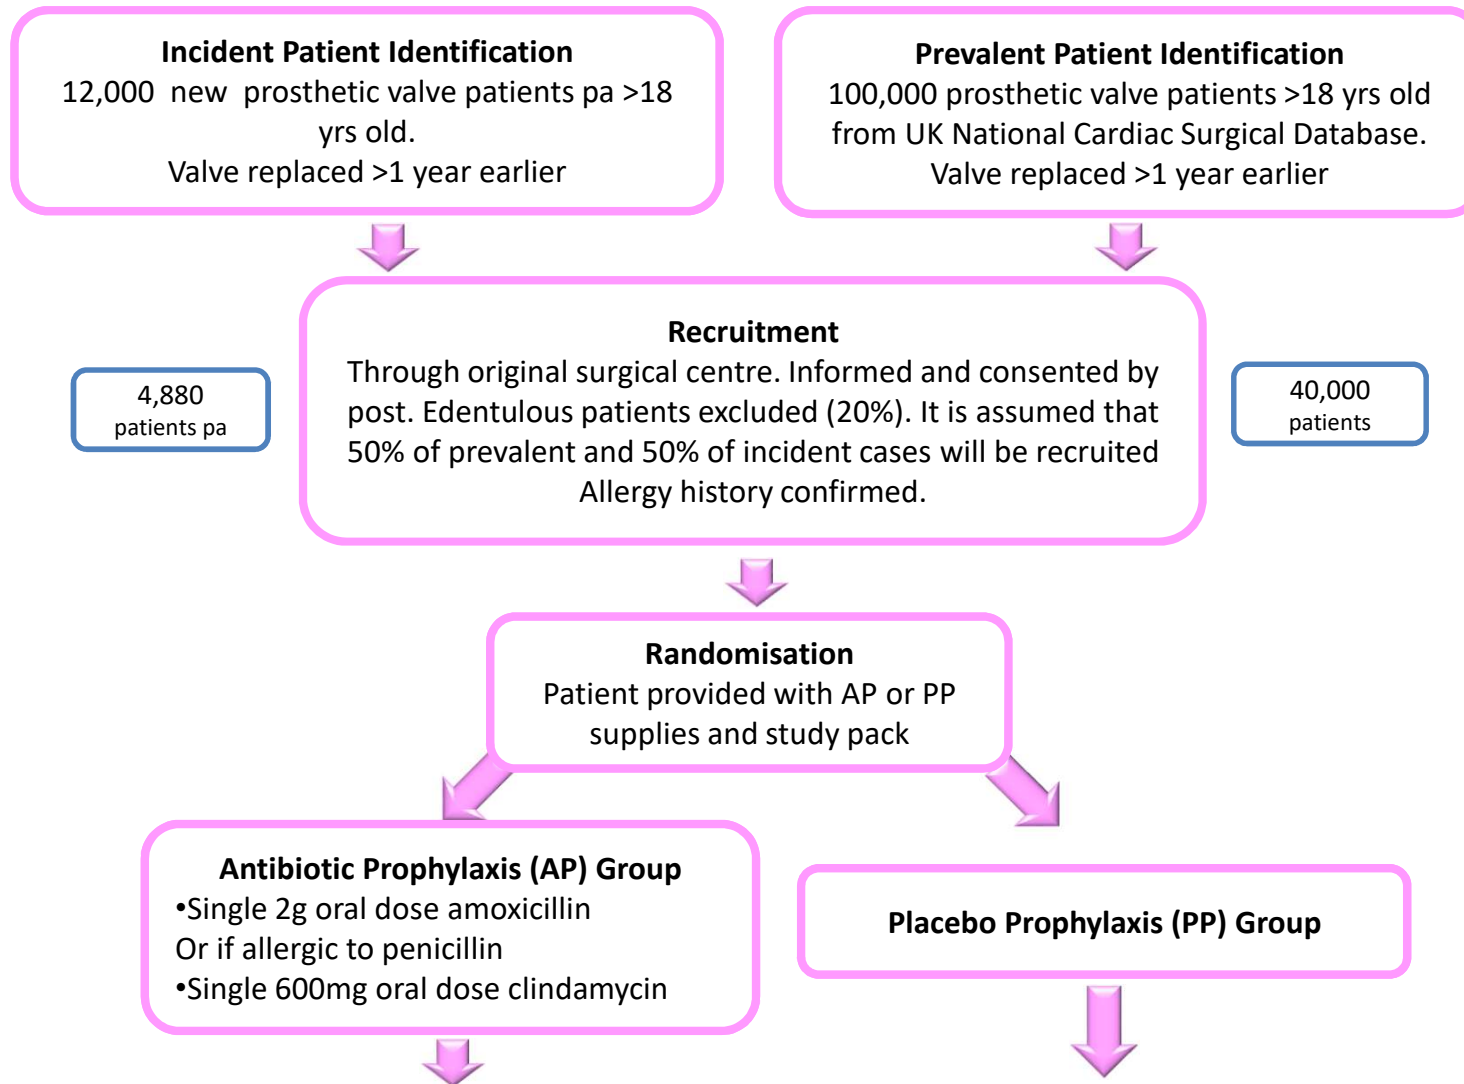 Incident Patient Identification
12,000 new prosthetic valve patients pa >18
yrs old.
Valve replaced >1 year earlier
Prevalent Patient Identification
100,000 prosthetic valve patients >18 yrs old
from UK National Cardiac Surgical Database.
Valve replaced >1 year earlier
Recruitment
Through original surgical centre. Informed and consented by
post. Edentulous patients excluded (20%). It is assumed that
50% of prevalent and 50% of incident cases will be recruited
Allergy history confirmed.
4,880
patients pa
40,000
patients
Randomisation
Patient provided with AP or PP
supplies and study pack
Antibiotic Prophylaxis (AP) Group
•Single 2g oral dose amoxicillin
Or if allergic to penicillin
•Single 600mg oral dose clindamycin
Placebo Prophylaxis (PP) Group